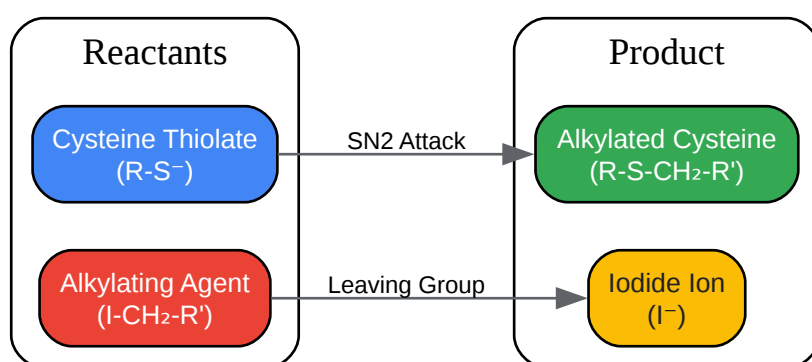 Reactants
Product
Cysteine Thiolate
(R-S⁻)
SN2 Attack
Alkylated Cysteine
(R-S-CH₂-R')
Alkylating Agent
(I-CH₂-R')
Leaving Group
Iodide Ion
(I⁻)